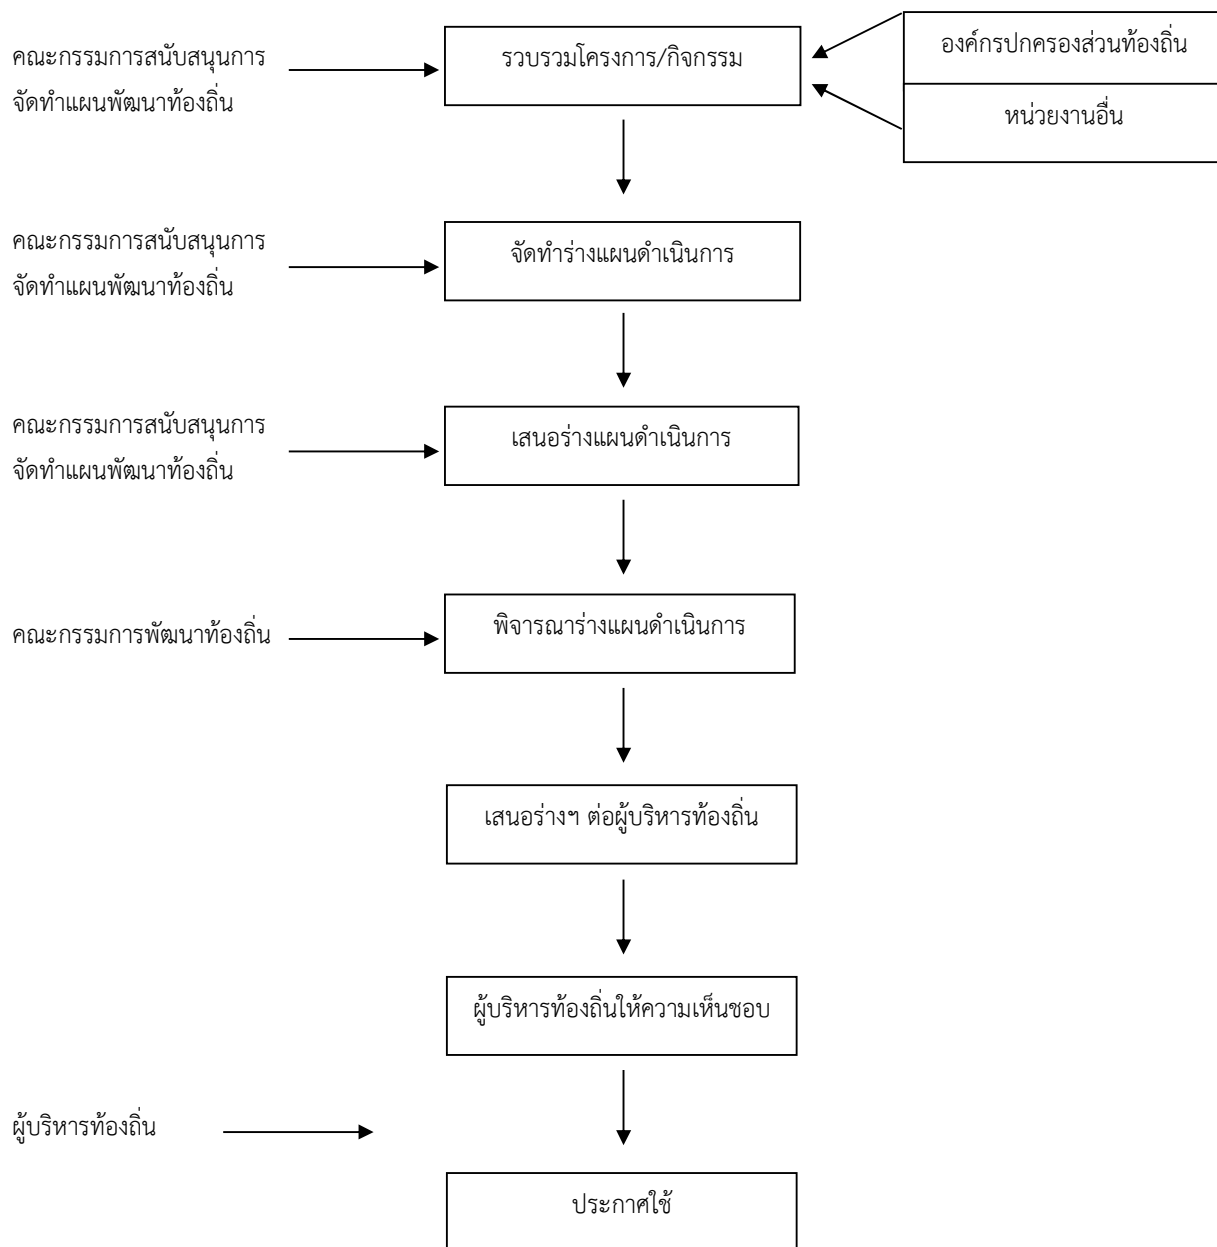 คณะกรรมการสนับสนุนการ
จัดทำแผนพัฒนาท้องถิ่น
รวบรวมโครงการ/กิจกรรม
องค์กรปกครองส่วนท้องถิ่น
หน่วยงานอื่น
คณะกรรมการสนับสนุนการ
จัดทำแผนพัฒนาท้องถิ่น
จัดทำร่างแผนดำเนินการ
คณะกรรมการสนับสนุนการ
จัดทำแผนพัฒนาท้องถิ่น
เสนอร่างแผนดำเนินการ
คณะกรรมการพัฒนาท้องถิ่น
พิจารณาร่างแผนดำเนินการ
เสนอร่างฯ ต่อผู้บริหารท้องถิ่น
ผู้บริหารท้องถิ่นให้ความเห็นชอบ
ผู้บริหารท้องถิ่น
ประกาศใช้